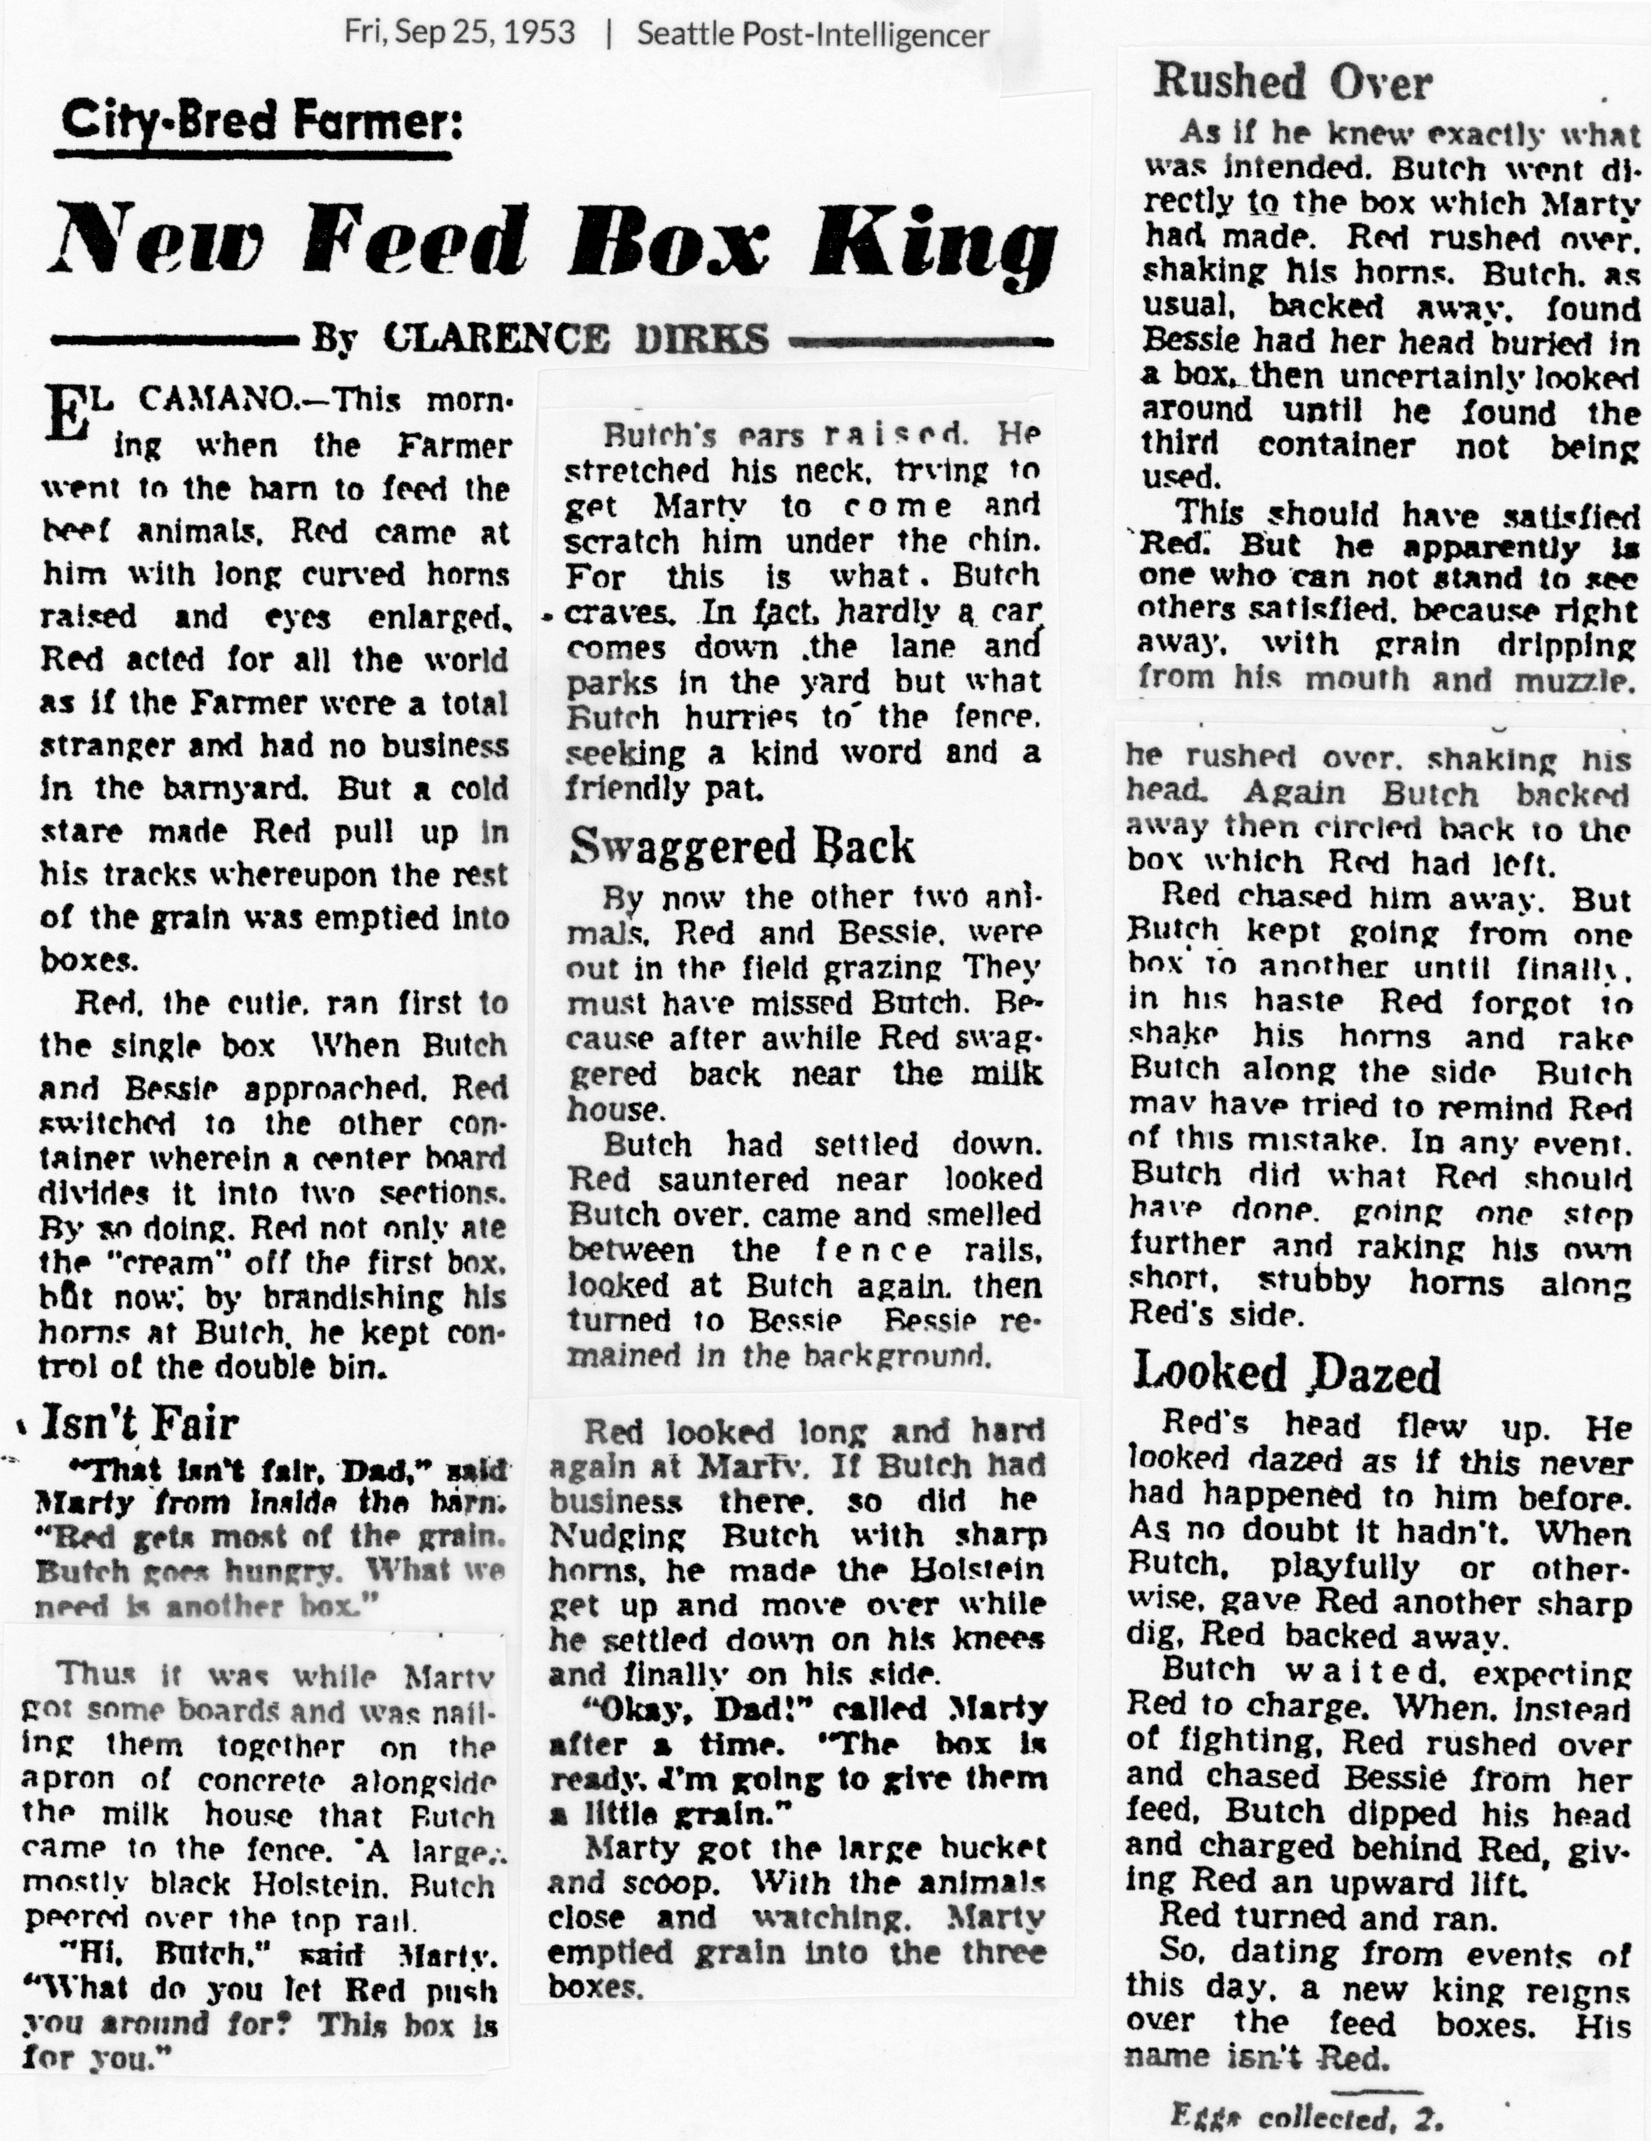 Fri, Sep 25, 1953 | Seattle Post-Intelligencer
City-Bred Farmer:
New Feed Box King
By CLARENCE DIRKS
EL CAMANO.—This morn-
ing when the Farmer
went to the barn to feed the
beef animals, Red came at
him with long curved horns
raised and eyes enlarged.
Red acted for all the world
as if the Farmer were a total
stranger and had no business
in the barnyard. But a cold
stare made Red pull up in
his tracks whereupon the rest
of the grain was emptied into
boxes.
Red, the cutie, ran first to
the single box When Butch
and Bessie approached, Red
switched to the other con-
tainer wherein a center board
divides it into two sections.
By so doing, Red not only ate
the "cream" off the first box,
but now, by brandishing his
horns at Butch, he kept con-
trol of the double bin.
Isn't Fair
"That isn't fair, Dad," said
Marty from inside the barn.
"Red gets most of the grain.
Butch goes hungry. What we
need is another box."
Thus it was while Marty
got some boards and was nail-
ing them together on the
apron of concrete alongside
the milk house that Butch
came to the fence. A large,
mostly black Holstein, Butch
peered over the top rail.
"Hi, Butch," said Marty.
"What do you let Red push
you around for? This box is
for you."
Butch's ears raised. He
stretched his neck, trying to
get Marty to come and
scratch him under the chin.
For this is what Butch
craves. In fact, hardly a car
comes down the lane and
parks in the yard but what
Butch hurries to the fence,
seeking a kind word and a
friendly pat.
Swaggered Back
By now the other two ani-
mals, Red and Bessie, were
out in the field grazing They
must have missed Butch. Be-
cause after awhile Red swag-
gered back near the milk
house.
Butch had settled down.
Red sauntered near looked
Butch over, came and smelled
between the fence rails,
looked at Butch again, then
turned to Bessie Bessie re-
mained in the background.
Red looked long and hard
again at Marty. If Butch had
business there, so did he
Nudging Butch with sharp
horns, he made the Holstein
get up and move over while
he settled down on his knees
and finally on his side.
"Okay, Dad!" called Marty
after a time. "The box is
ready. I'm going to give them
a little grain."
Marty got the large bucket
and scoop. With the animals
close and watching, Marty
emptied grain into the three
boxes.
Rushed Over
As if he knew exactly what
was intended, Butch went di-
rectly to the box which Marty
had made. Red rushed over,
shaking his horns. Butch, as
usual, backed away, found
Bessie had her head buried in
a box, then uncertainly looked
around until he found the
third container not being
used.
This should have satisfied
Red. But he apparently is
one who can not stand to see
others satisfied, because right
away, with grain dripping
from his mouth and muzzle,
he rushed over, shaking his
head. Again Butch backed
away then circled back to the
box which Red had left.
Red chased him away. But
Butch kept going from one
box to another until finally,
in his haste Red forgot to
shake his horns and rake
Butch along the side Butch
may have tried to remind Red
of this mistake. In any event,
Butch did what Red should
have done, going one step
further and raking his own
short, stubby horns along
Red's side.
Looked Dazed
Red's head flew up. He
looked dazed as if this never
had happened to him before.
As no doubt it hadn't. When
Butch, playfully or other-
wise, gave Red another sharp
dig, Red backed away.
Butch waited, expecting
Red to charge. When, instead
of fighting, Red rushed over
and chased Bessie from her
feed, Butch dipped his head
and charged behind Red, giv-
ing Red an upward lift.
Red turned and ran.
So, dating from events of
this day, a new king reigns
over the feed boxes. His
name isn't Red.
Eggs collected, 2.